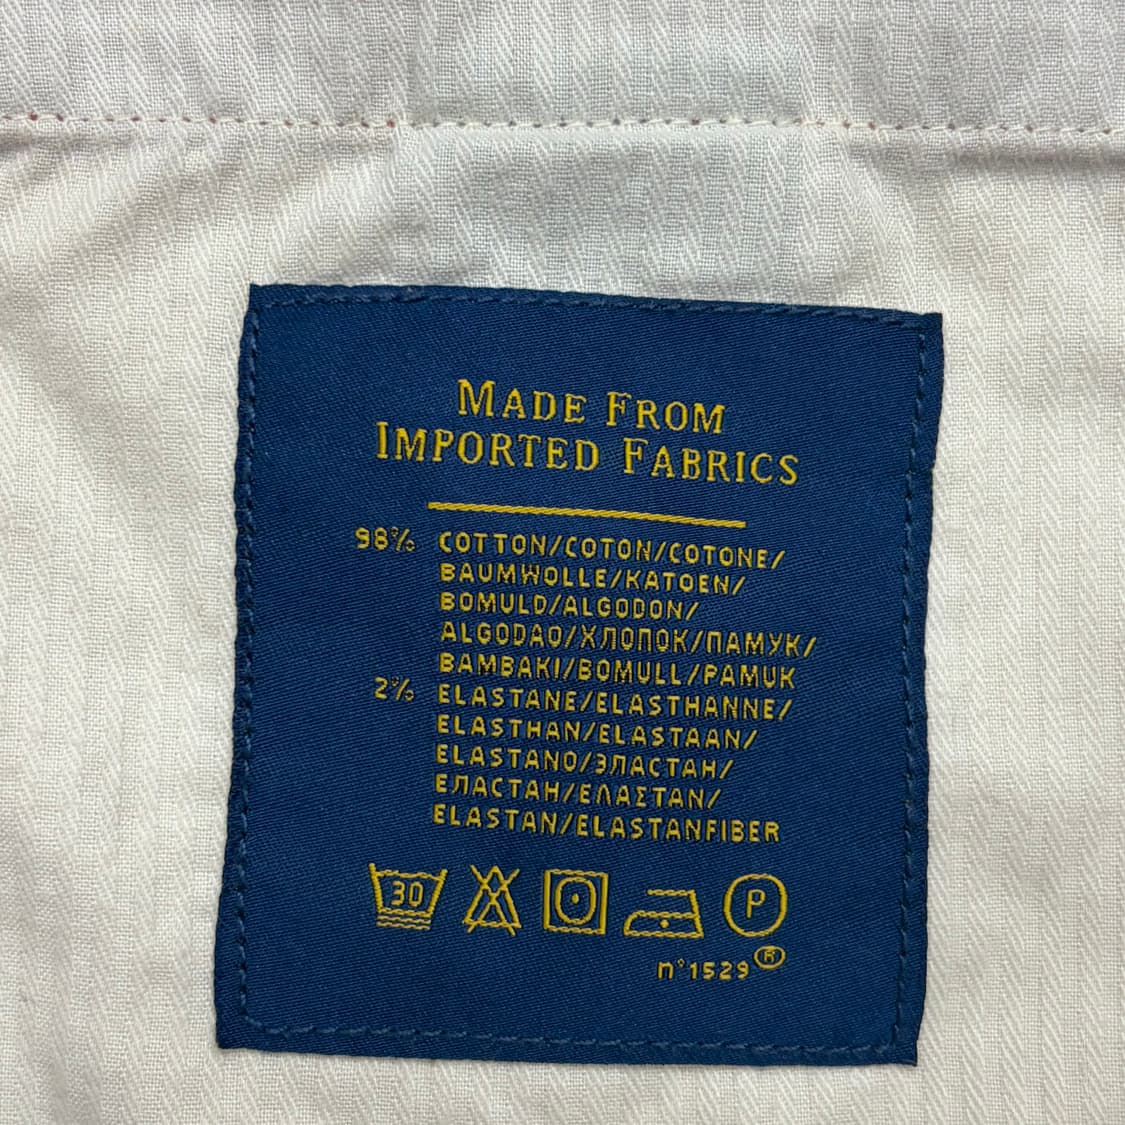 MADE FROM
IMPORTED FABRICS
98% COTTON/COTON/COTONE/
BAUMWOLLE/KATOEN/
BOMULD/ALGODON/
ALGODAO/ХЛОПОК/ПАМУК/
BAMBAKI/BOMULL/PAMUK
2% ELASTANE/ELASTHANNE/
ELASTHAN/ELASTAAN/
ELASTANO/ЭЛАСТАН/
ЕЛАСТАН/ΕΛΑΣΤΑΝ/
ELASTAN/ELASTANFIBER
30 P
n°1529®